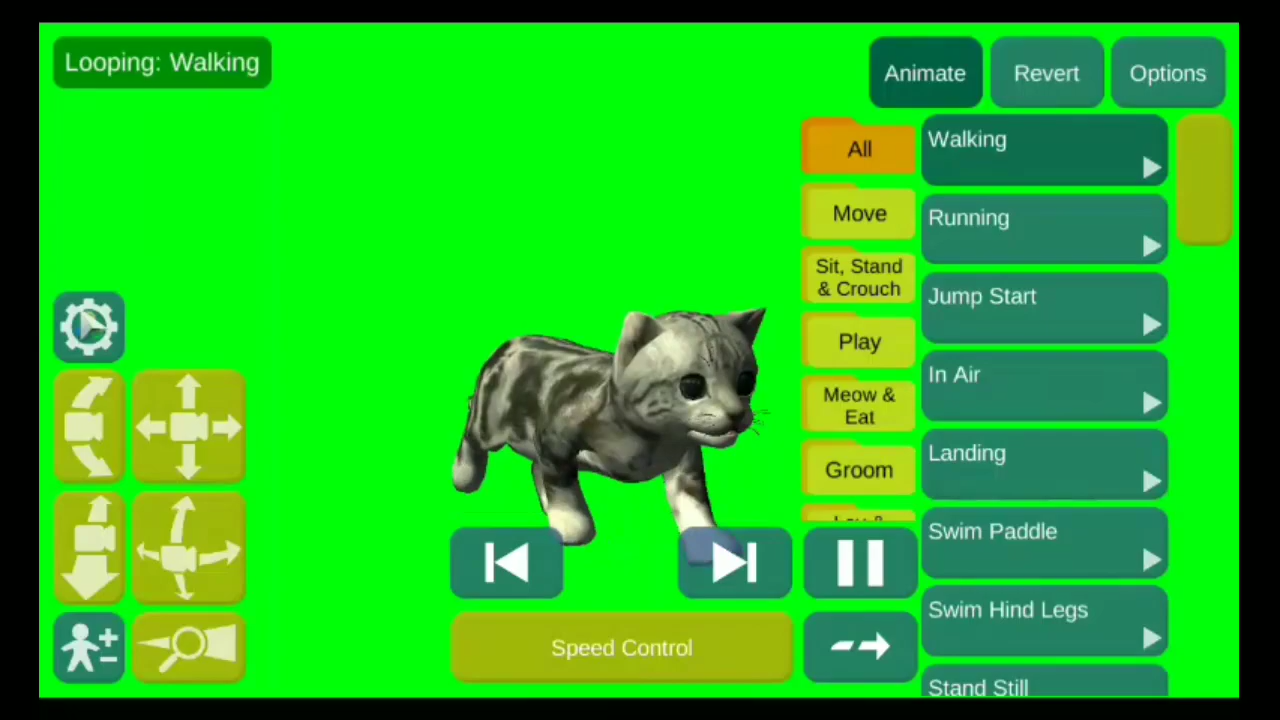 Looping: Walking
Animate
Revert
Options
All
Move
Sit, Stand
& Crouch
Play
Meow &
Eat
Groom
Lay &
Walking
Running
Jump Start
In Air
Landing
Swim Paddle
Swim Hind Legs
Stand Still
Speed Control